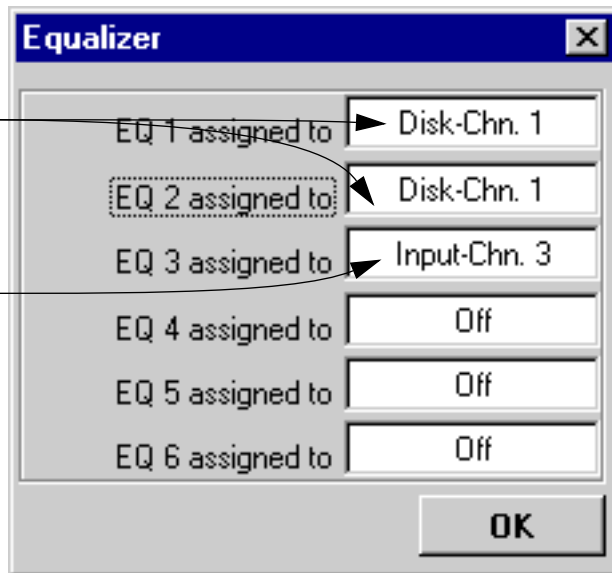 Equalizer
EQ 1 assigned to Disk-Chn. 1
EQ 2 assigned to Disk-Chn. 1
EQ 3 assigned to Input-Chn. 3
EQ 4 assigned to Off
EQ 5 assigned to Off
EQ 6 assigned to Off
OK